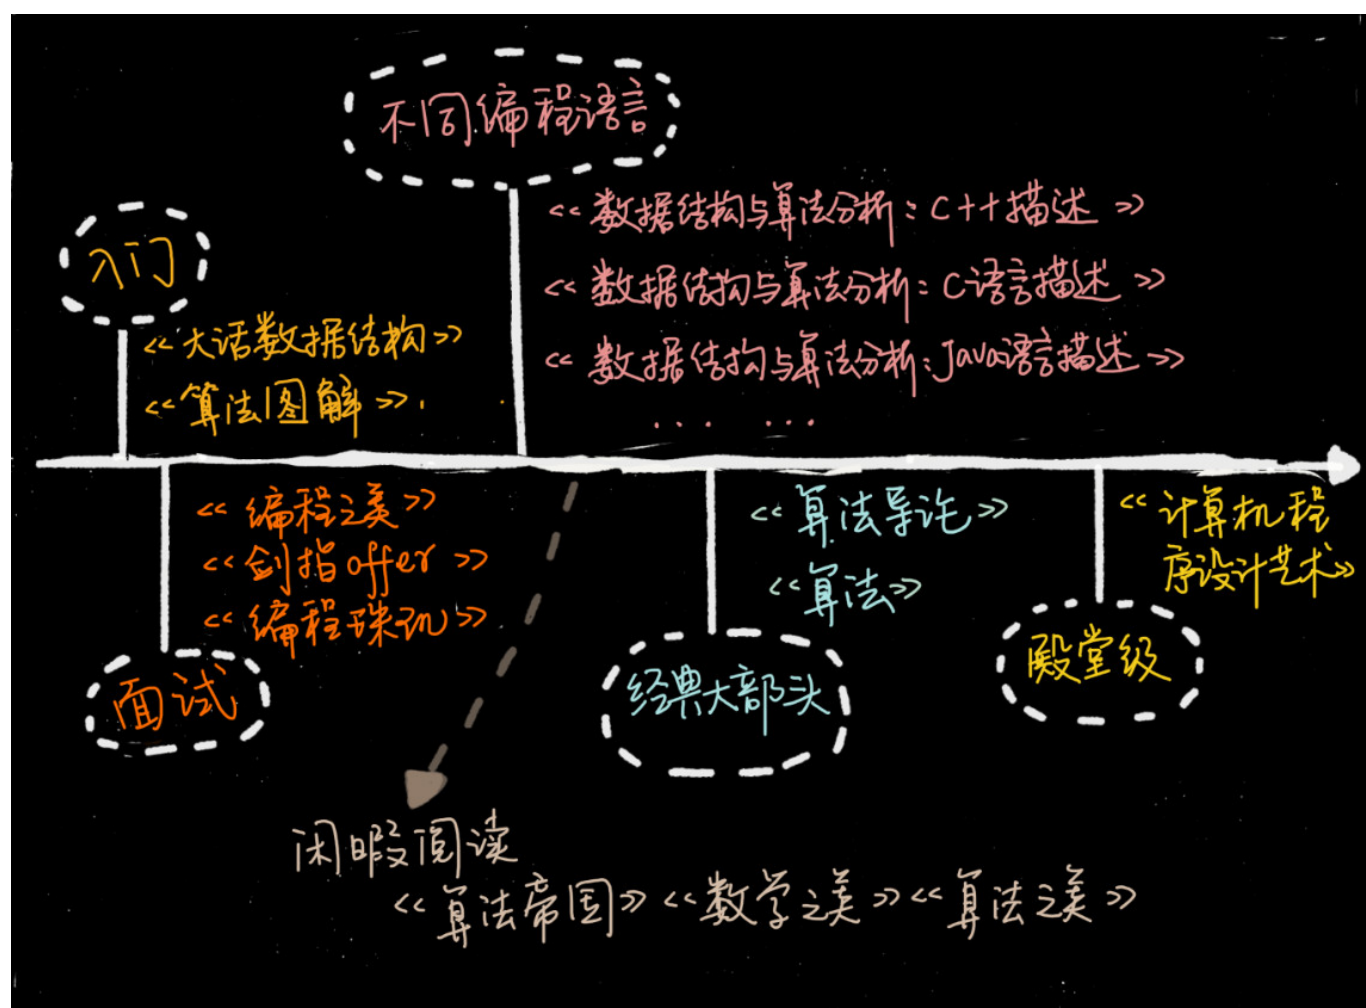 不同编程语言
<< 数据结构与算法分析：C++描述 >>
<< 数据结构与算法分析：C语言描述 >>
<< 数据结构与算法分析：Java语言描述 >>
... ...
入门
<< 大话数据结构 >>
<< 算法图解 >>.
<< 编程之美 >>
<< 剑指offer >>
<< 编程珠玑 >>
面试
<< 算法导论 >>
<< 算法 >>
经典大部头
<< 计算机程
序设计艺术 >>
殿堂级
闲暇阅读
<< 算法帝国 >> << 数学之美 >> << 算法之美 >>